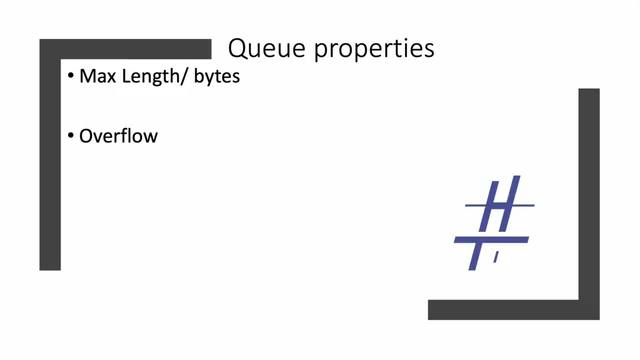 Queue properties
• Max Length/ bytes
• Overflow